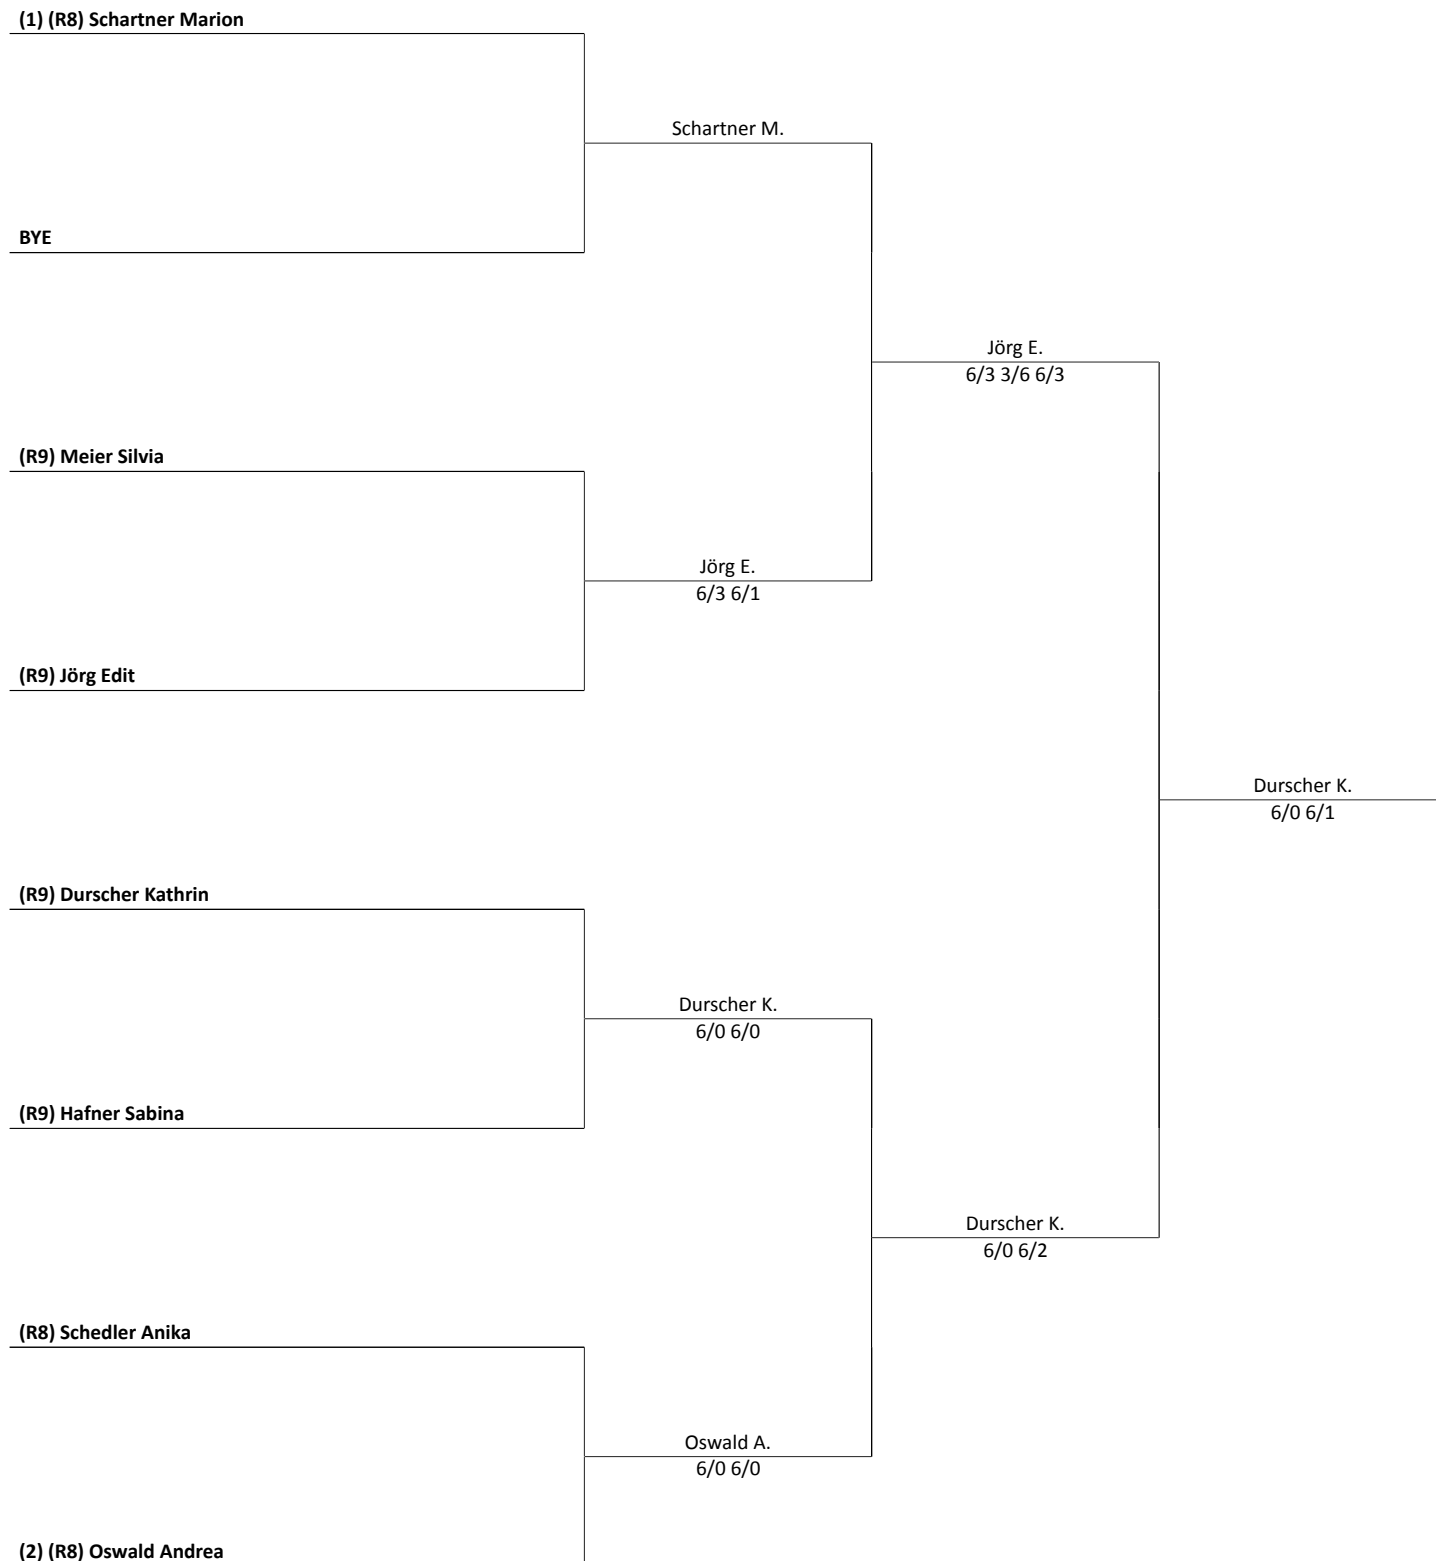 (1) (R8) Schartner Marion
Schartner M.
BYE
Jörg E.
6/3 3/6 6/3
(R9) Meier Silvia
Jörg E.
6/3 6/1
(R9) Jörg Edit
Durscher K.
6/0 6/1
(R9) Durscher Kathrin
Durscher K.
6/0 6/0
(R9) Hafner Sabina
Durscher K.
6/0 6/2
(R8) Schedler Anika
Oswald A.
6/0 6/0
(2) (R8) Oswald Andrea